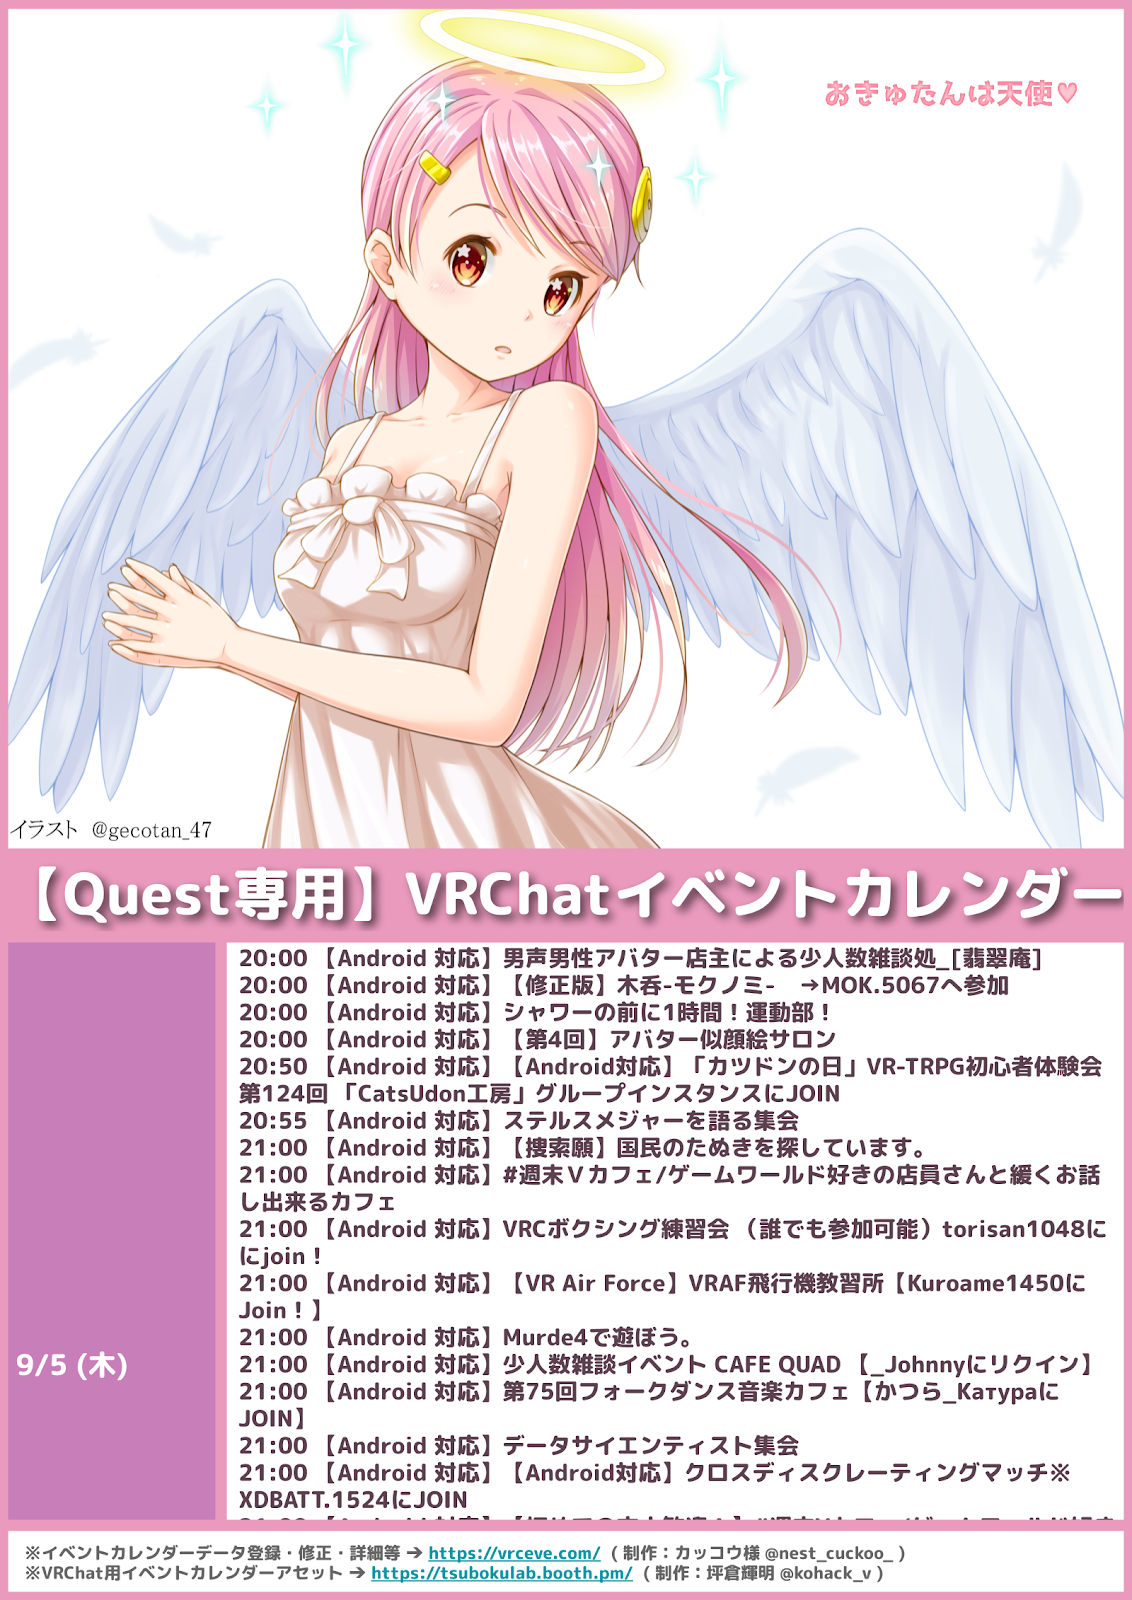 おきゅたんは天使♥
イラスト @gecotan_47
【Quest専用】VRChatイベントカレンダー
9/5 (木)
20:00 【Android 対応】男声男性アバター店主による少人数雑談処_[翡翠庵]
20:00 【Android 対応】【修正版】木呑-モクノミ-　→MOK.5067へ参加
20:00 【Android 対応】シャワーの前に1時間！運動部！
20:00 【Android 対応】【第4回】アバター似顔絵サロン
20:50 【Android 対応】【Android対応】「カツドンの日」VR-TRPG初心者体験会
第124回 「CatsUdon工房」グループインスタンスにJOIN
20:55 【Android 対応】ステルスメジャーを語る集会
21:00 【Android 対応】【捜索願】国民のたぬきを探しています。
21:00 【Android 対応】#週末Ｖカフェ/ゲームワールド好きの店員さんと緩くお話
し出来るカフェ
21:00 【Android 対応】VRCボクシング練習会 （誰でも参加可能）torisan1048に
にjoin！
21:00 【Android 対応】【VR Air Force】VRAF飛行機教習所【Kuroame1450に
Join！】
21:00 【Android 対応】Murde4で遊ぼう。
21:00 【Android 対応】少人数雑談イベント CAFE QUAD 【_Johnnyにリクイン】
21:00 【Android 対応】第75回フォークダンス音楽カフェ【かつら_Kатураに
JOIN】
21:00 【Android 対応】データサイエンティスト集会
21:00 【Android 対応】【Android対応】クロスディスクレーティングマッチ※
XDBATT.1524にJOIN
※イベントカレンダーデータ登録・修正・詳細等 ➔ https://vrceve.com/ ( 制作：カッコウ様 @nest_cuckoo_ )
※VRChat用イベントカレンダーアセット ➔ https://tsubokulab.booth.pm/ ( 制作：坪倉輝明 @kohack_v )